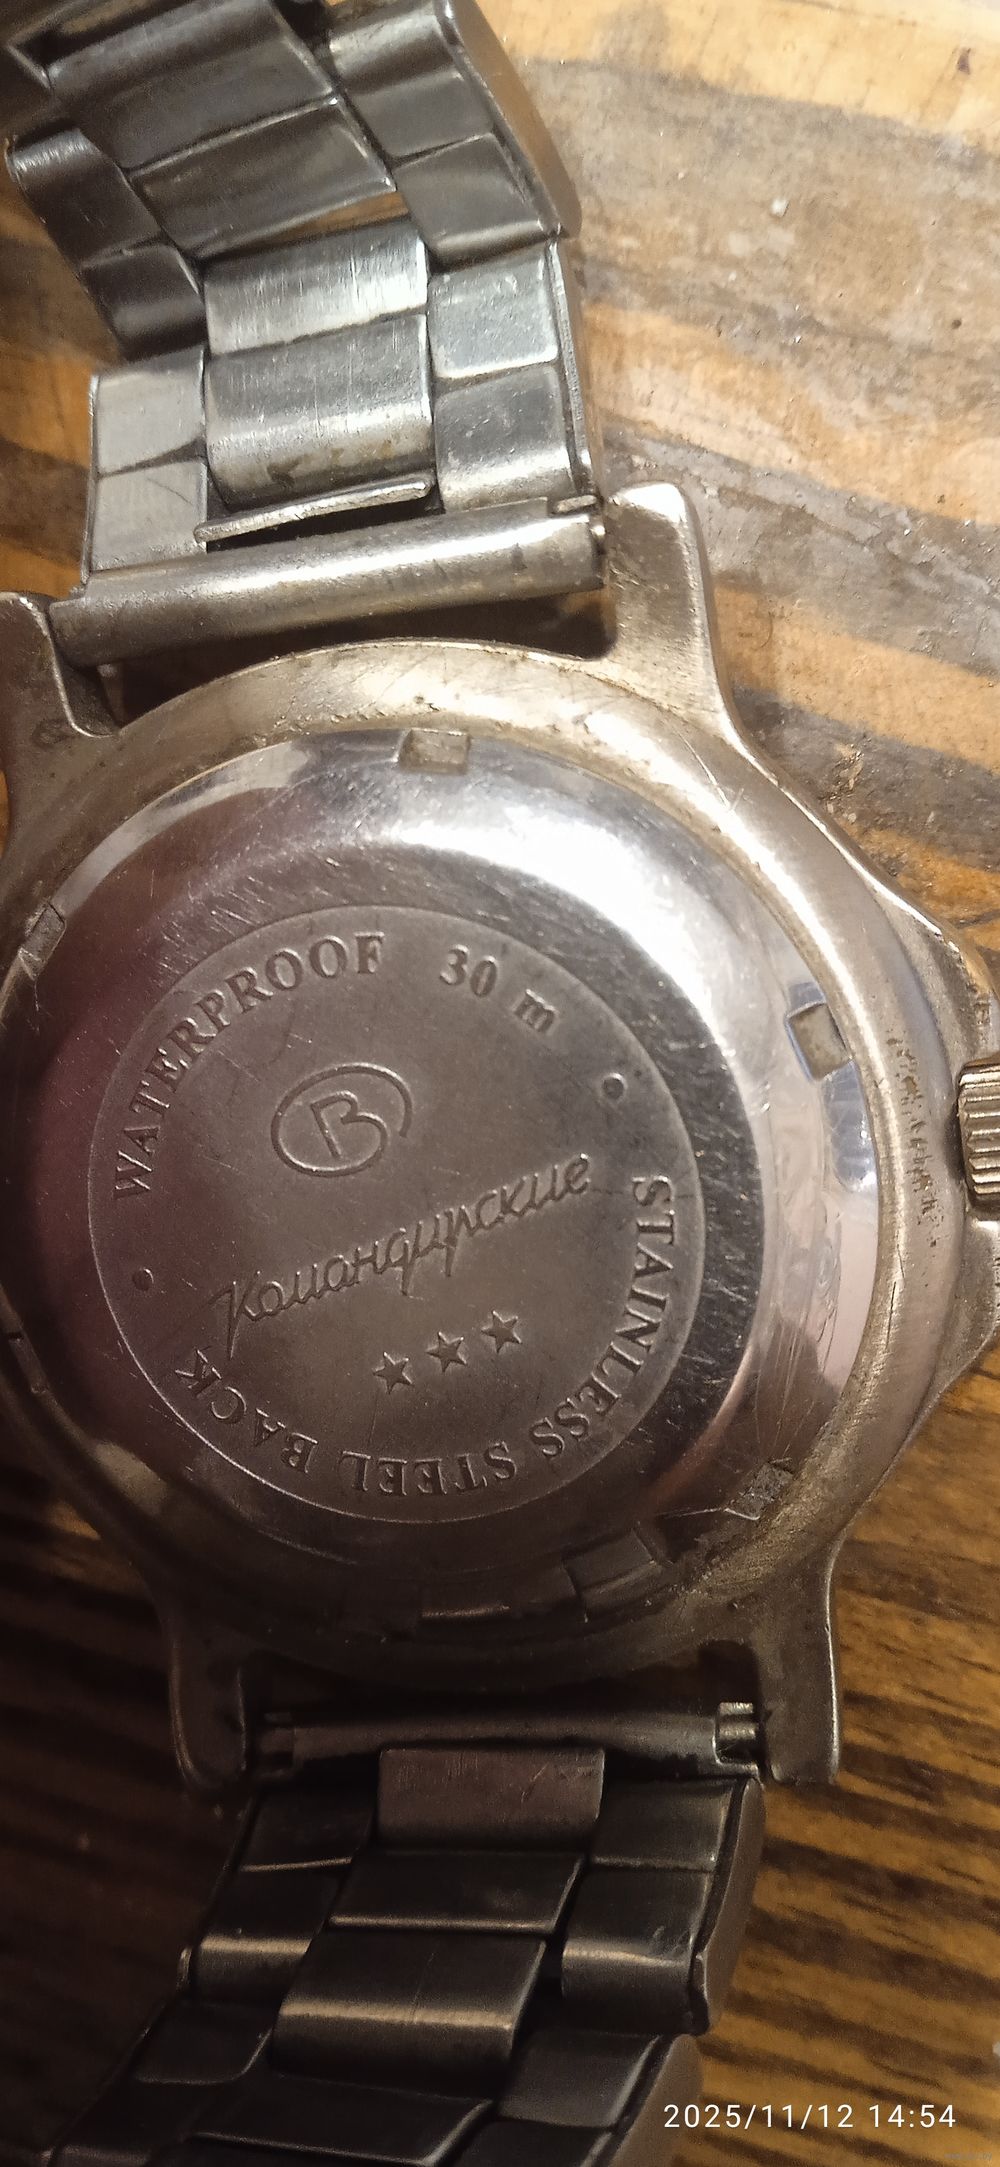 WATERPROOF 30 m
В
Командирские
★★★
STAINLESS STEEL BACK
2025/11/12 14:54